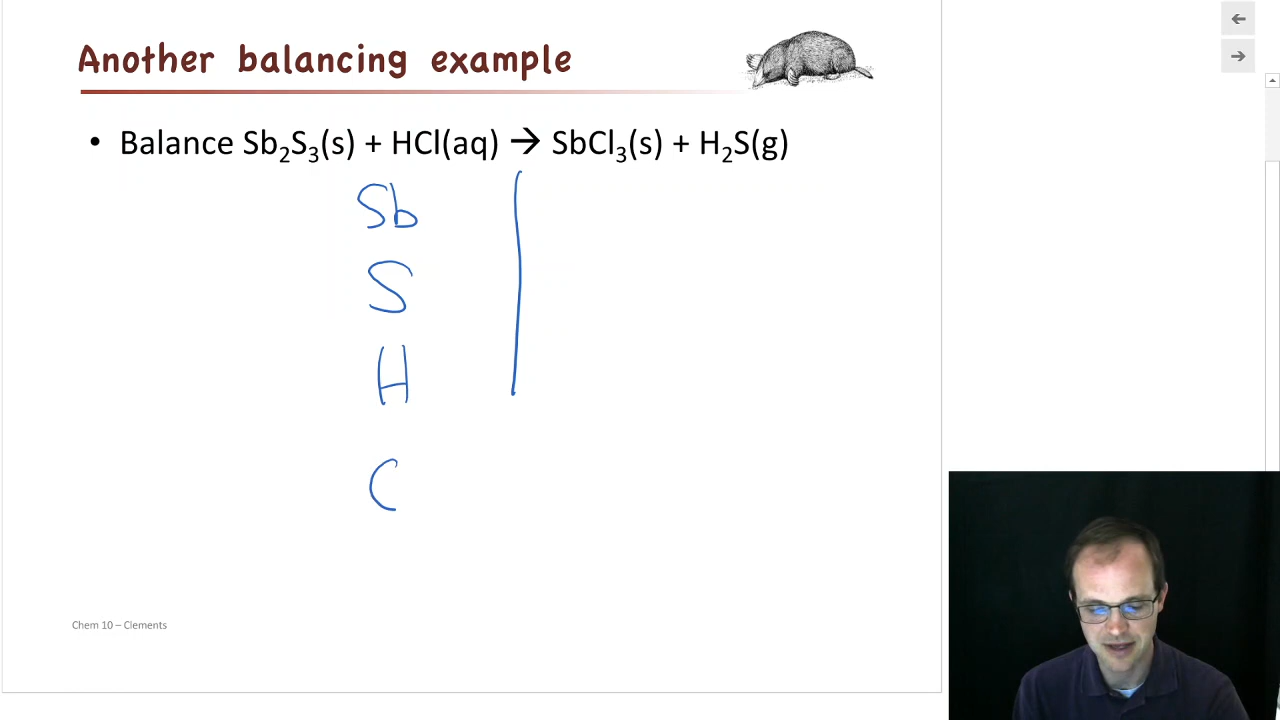 Another balancing example
• Balance Sb₂S₃(s) + HCl(aq) → SbCl₃(s) + H₂S(g)
Sb
S
H
C
Chem 10 – Clements